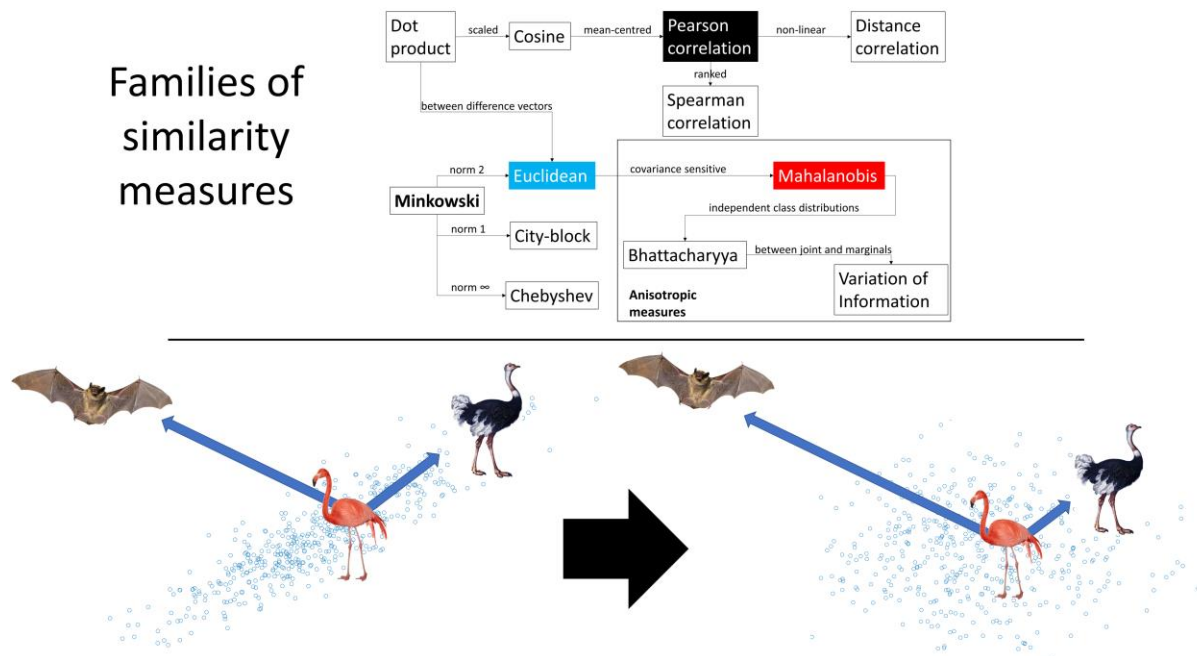 Families of
similarity
measures
Dot
product
scaled
Cosine
mean-centred
Pearson
correlation
non-linear
Distance
correlation
ranked
Spearman
correlation
between difference vectors
norm 2
Euclidean
covariance sensitive
Mahalanobis
Minkowski
independent class distributions
norm 1
City-block
Bhattacharyya
between joint and marginals
Variation of
Information
norm ∞
Chebyshev
Anisotropic
measures